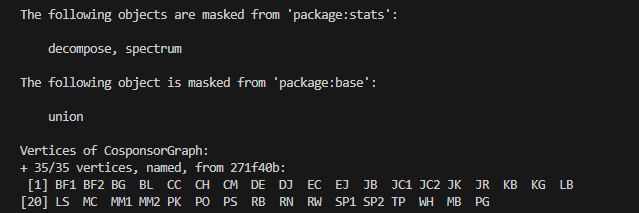 The following objects are masked from 'package:stats':
decompose, spectrum
The following object is masked from 'package:base':
union
Vertices of CosponsorGraph:
+ 35/35 vertices, named, from 271f40b:
[1] BF1 BF2 BG BL CC CH CM DE DJ EC EJ JB JC1 JC2 JK JR KB KG LB
[20] LS MC MM1 MM2 PK PO PS RB RN RW SP1 SP2 TP WH MB PG